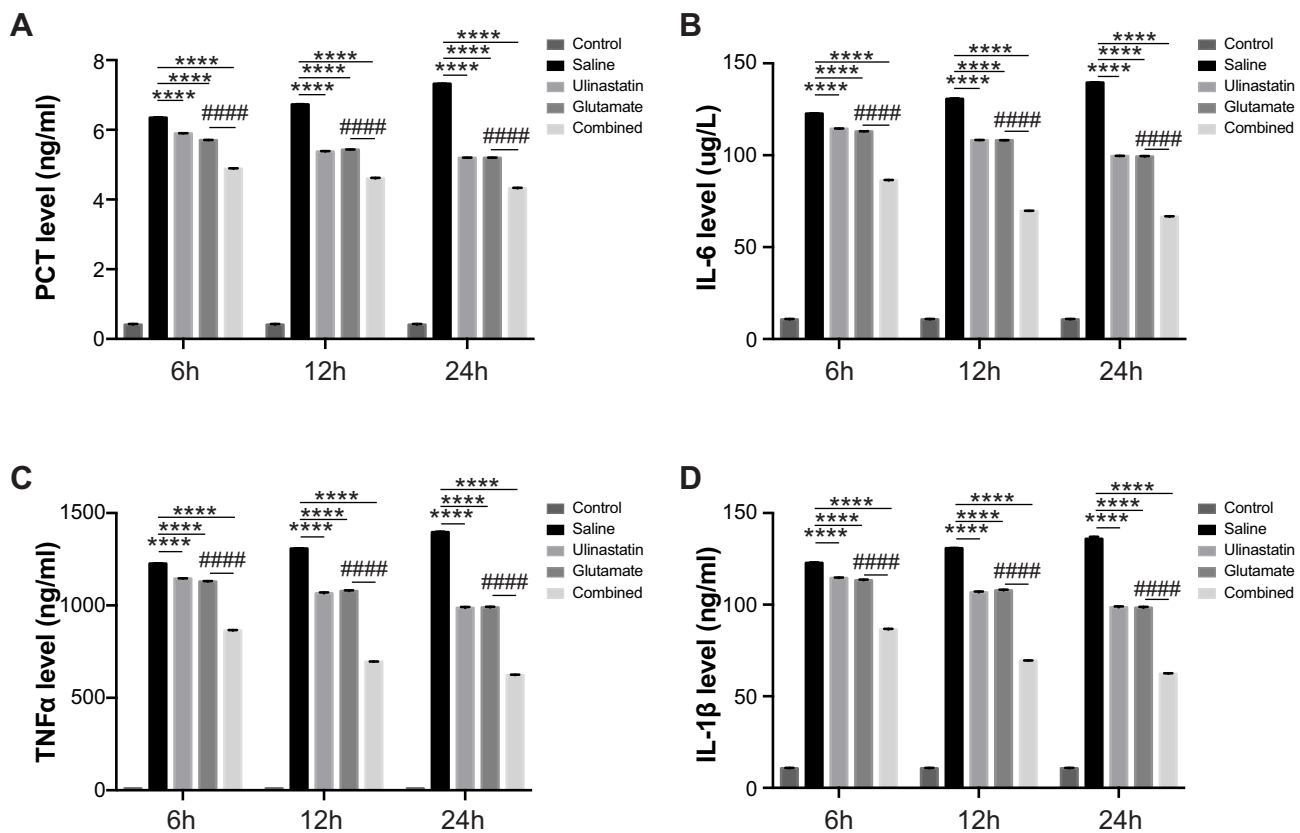 A
PCT level (ng/ml)
8
6
4
2
0
****
****
****
####
****
****
****
####
****
****
****
####
6h 12h 24h
Control
Saline
Ulinastatin
Glutamate
Combined
B
IL-6 level (ug/L)
150
100
50
0
****
****
****
####
****
****
****
####
****
****
****
####
6h 12h 24h
Control
Saline
Ulinastatin
Glutamate
Combined
C
TNFα level (ng/ml)
1500
1000
500
0
****
****
****
####
****
****
****
####
****
****
****
####
6h 12h 24h
Control
Saline
Ulinastatin
Glutamate
Combined
D
IL-1β level (ng/ml)
150
100
50
0
****
****
****
####
****
****
****
####
****
****
****
####
6h 12h 24h
Control
Saline
Ulinastatin
Glutamate
Combined